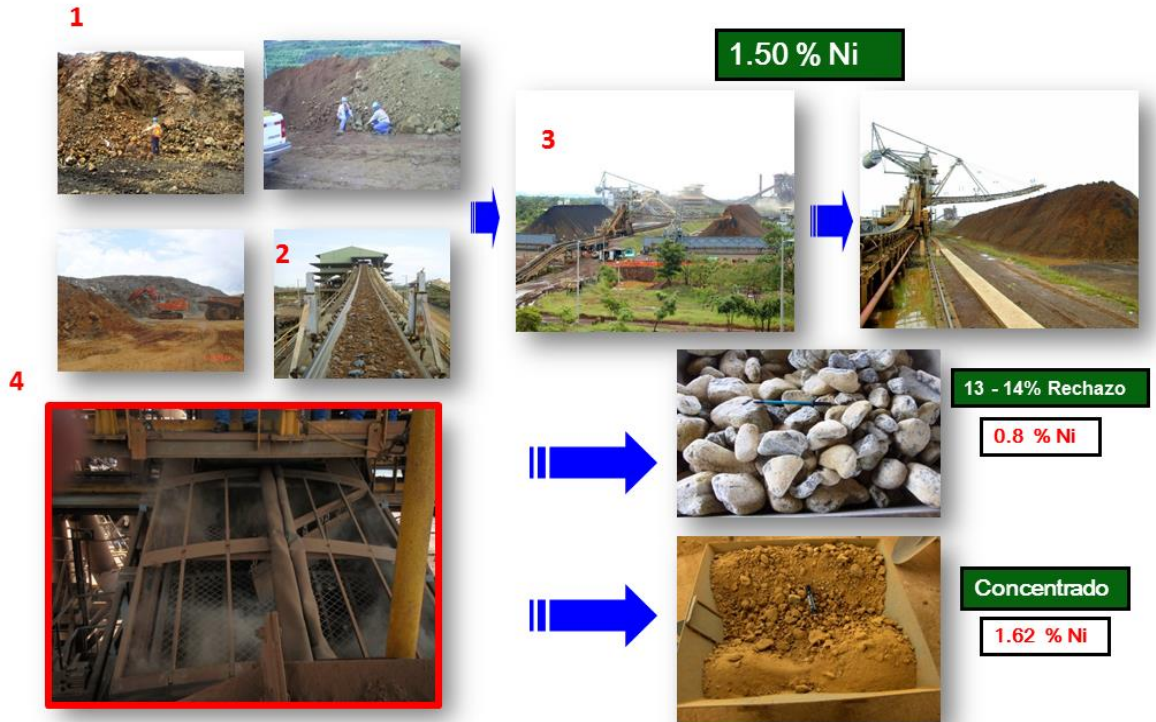 1
1.50 % Ni
3
2
4
13 - 14% Rechazo
0.8 % Ni
Concentrado
1.62 % Ni